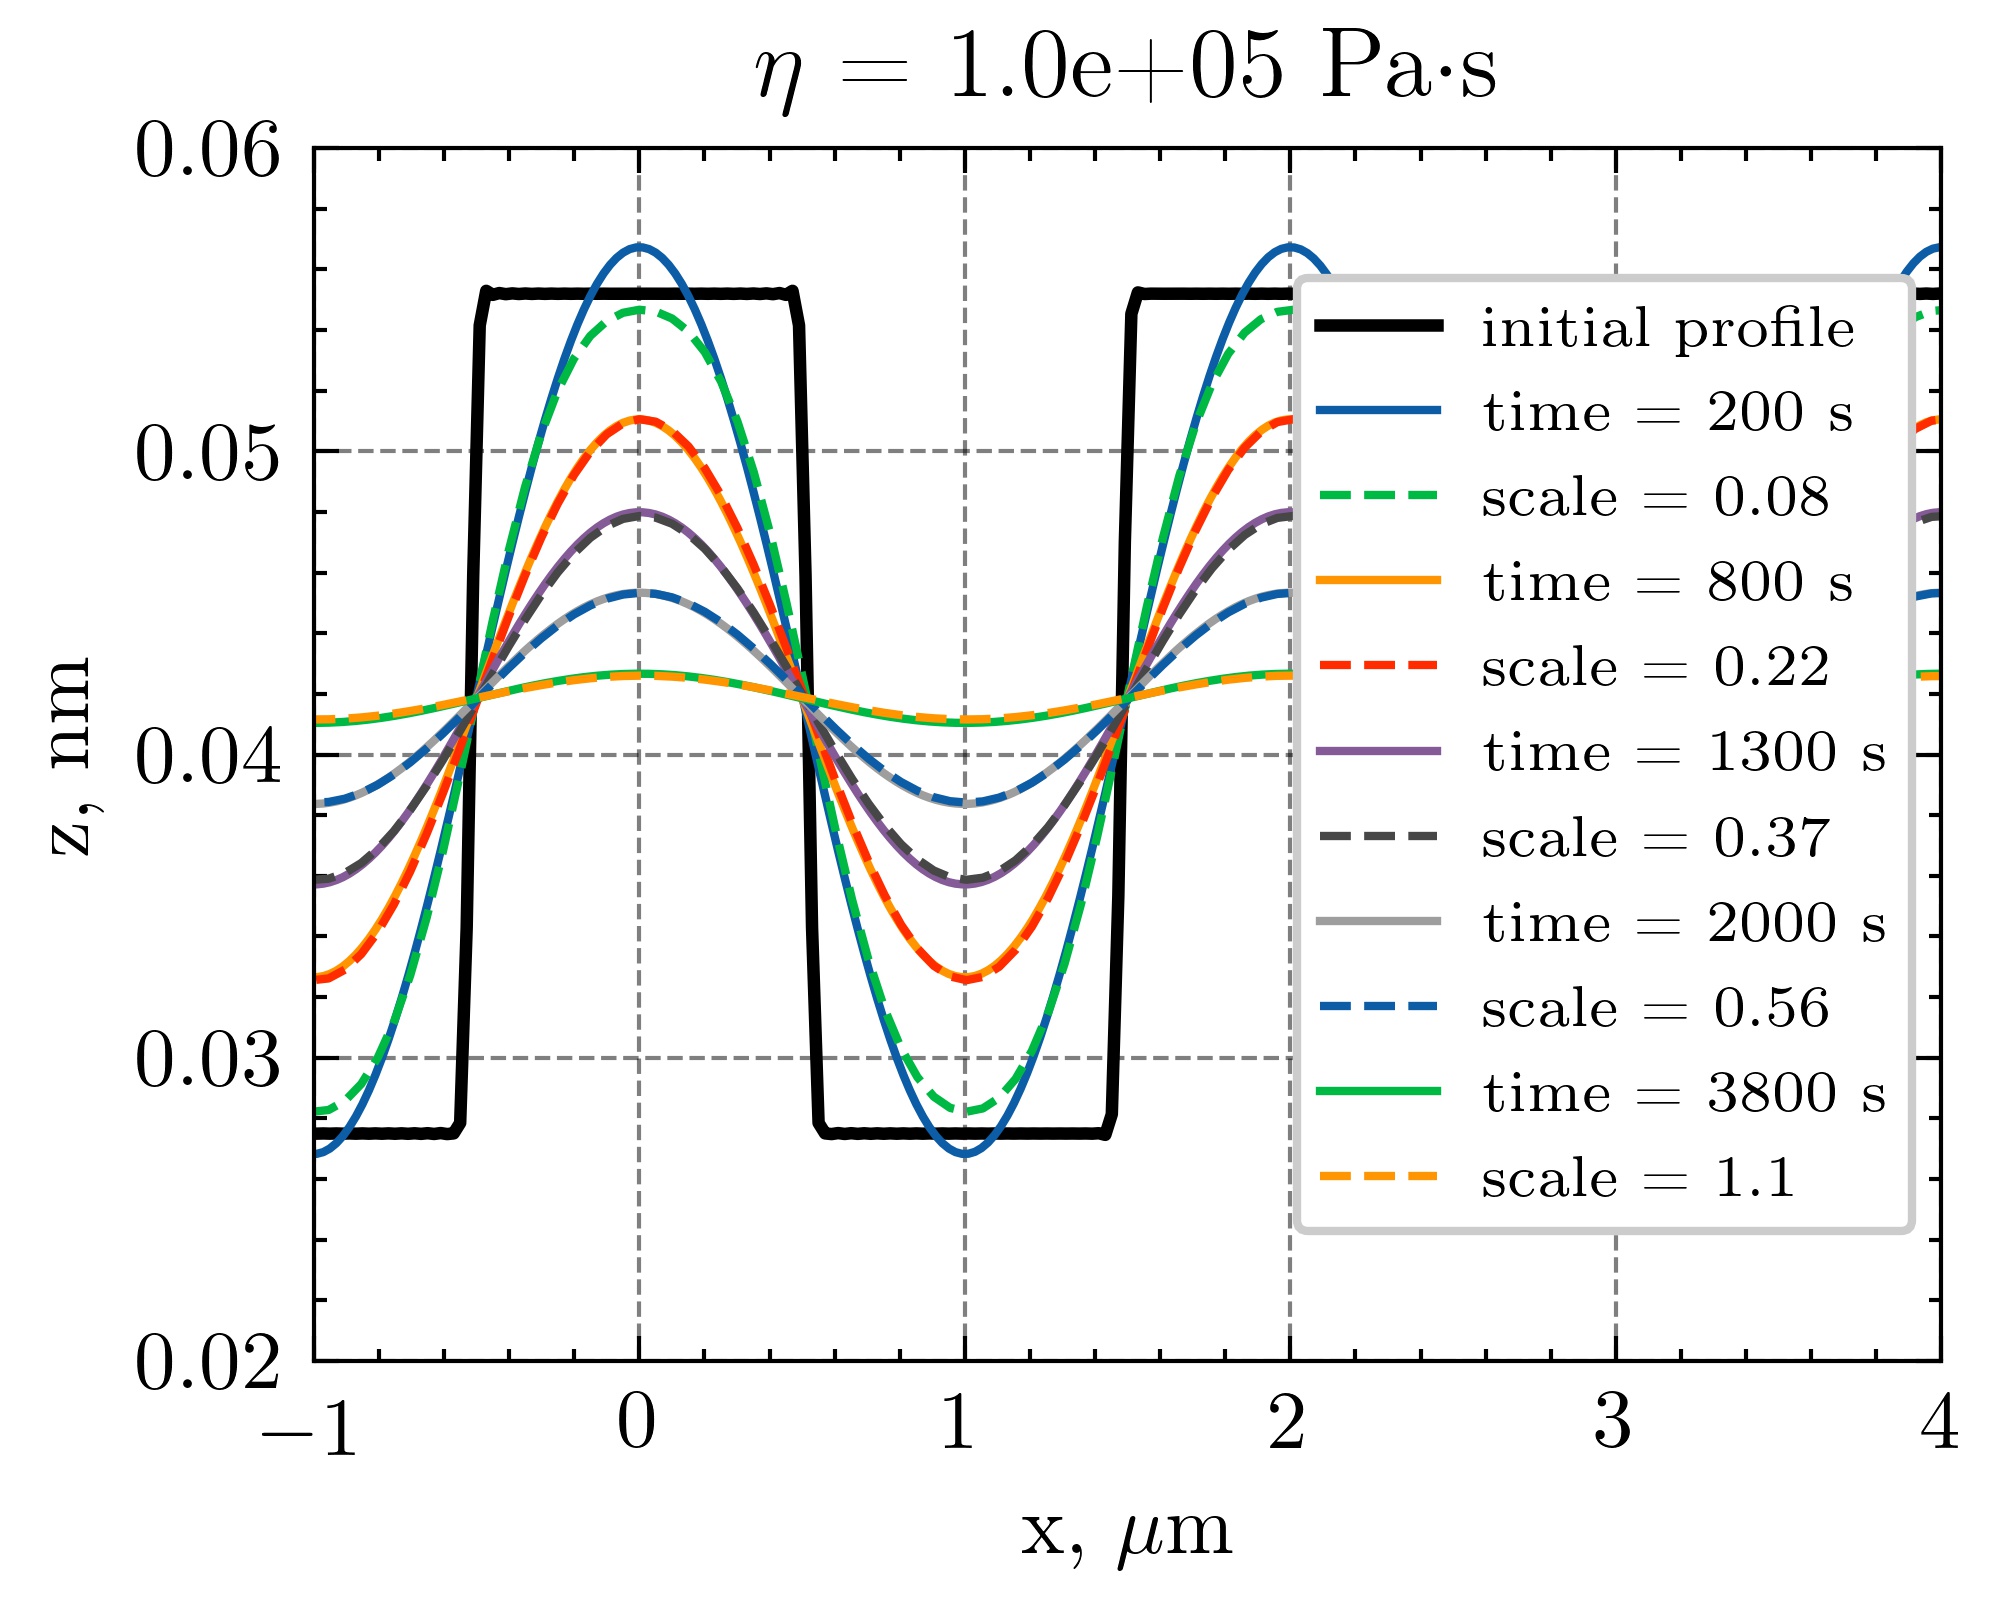 η = 1.0e+05 Pa·s
0.06
0.05
0.04
0.03
0.02
z, nm
initial profile
time = 200 s
scale = 0.08
time = 800 s
scale = 0.22
time = 1300 s
scale = 0.37
time = 2000 s
scale = 0.56
time = 3800 s
scale = 1.1
−1 0 1 2 3 4
x, μm